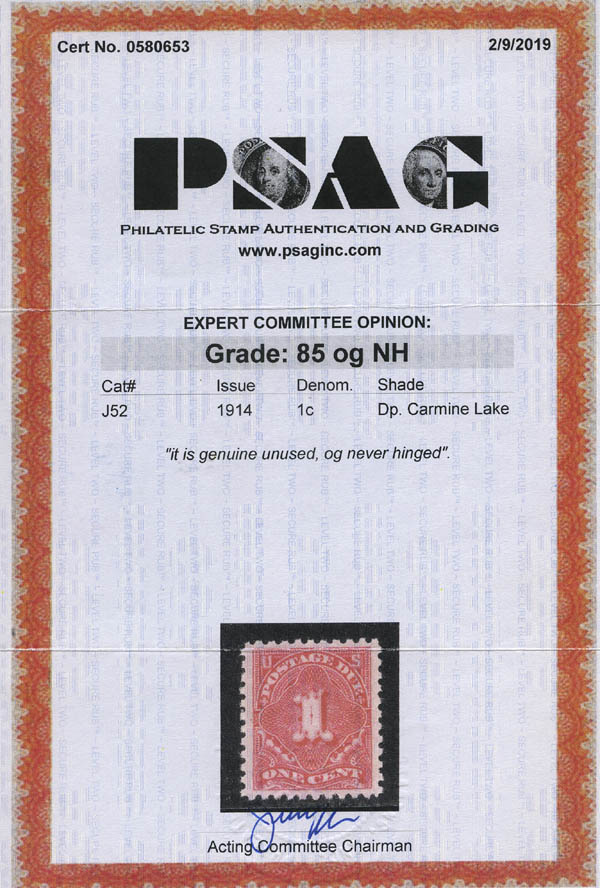 Cert No. 0580653 2/9/2019
PSAG
PHILATELIC STAMP AUTHENTICATION AND GRADING
www.psaginc.com
EXPERT COMMITTEE OPINION:
Grade: 85 og NH
Cat# Issue Denom. Shade
J52 1914 1c Dp. Carmine Lake
"it is genuine unused, og never hinged".
U S
POSTAGE DUE
1
ONE CENT
Acting Committee Chairman